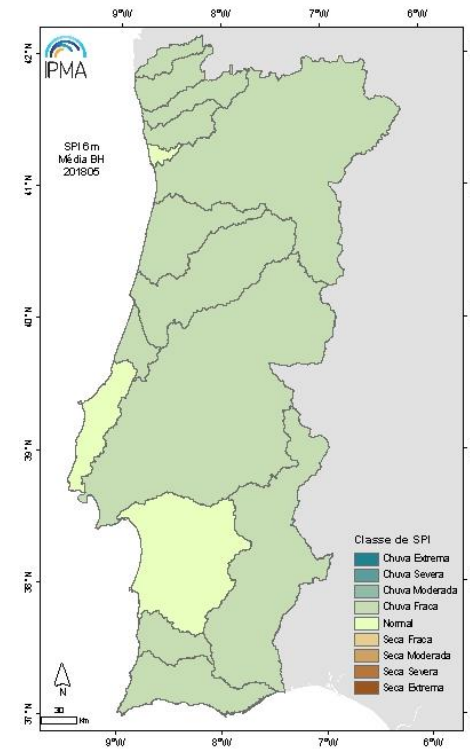 9°W 8°W 7°W 6°W
IPMA
42°N
SPI 6 m
Média BH
201805
41°N
40°N
39°N
38°N
37°N
Classe de SPI
Chuva Extrema
Chuva Severa
Chuva Moderada
Chuva Fraca
Normal
Seca Fraca
Seca Moderada
Seca Severa
Seca Extrema
N
30
Km
9°W 8°W 7°W 6°W